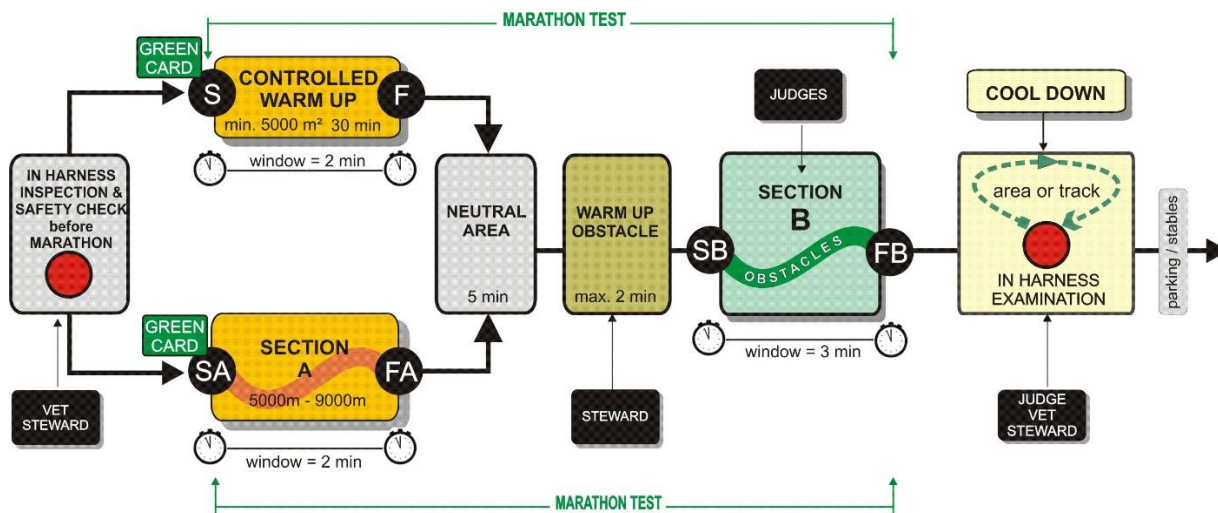 MARATHON TEST
GREEN
CARD
S
CONTROLLED
WARM UP
F
min. 5000 m² 30 min
window = 2 min
IN HARNESS
INSPECTION &
SAFETY CHECK
before
MARATHON
VET
STEWARD
GREEN
CARD
SA
SECTION
A
FA
5000m - 9000m
window = 2 min
NEUTRAL
AREA
5 min
WARM UP
OBSTACLE
max. 2 min
STEWARD
JUDGES
SECTION
B
SB
OBSTACLES
FB
window = 3 min
COOL DOWN
area or track
IN HARNESS
EXAMINATION
JUDGE
VET
STEWARD
parking / stables
MARATHON TEST